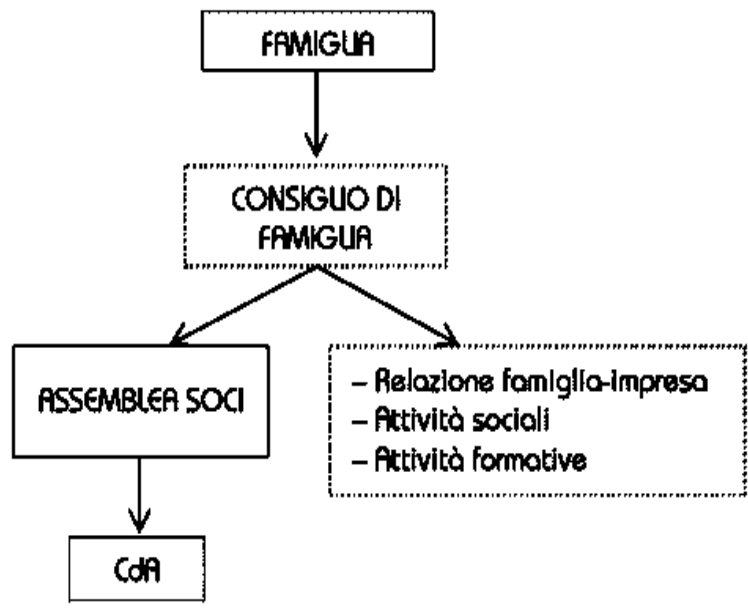 FAMIGLIA
CONSIGLIO DI
FAMIGLIA
ASSEMBLEA SOCI
– Relazione famiglia-impresa
– Attività sociali
– Attività formative
CdA